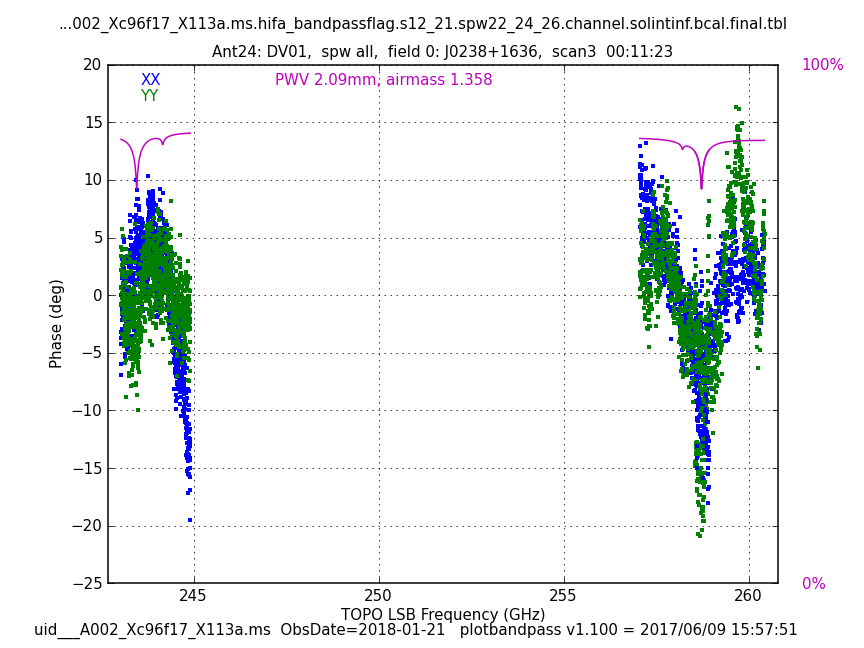 ...002_Xc96f17_X113a.ms.hifa_bandpassflag.s12_21.spw22_24_26.channel.solintinf.bcal.final.tbl
Ant24: DV01,  spw all,  field 0: J0238+1636,  scan3  00:11:23
20 100%
XX PWV 2.09mm, airmass 1.358
YY
15
10
5
0
Phase (deg)
−5
−10
−15
−20
−25 0%
245 250 255 260
TOPO LSB Frequency (GHz)
uid___A002_Xc96f17_X113a.ms  ObsDate=2018-01-21   plotbandpass v1.100 = 2017/06/09 15:57:51